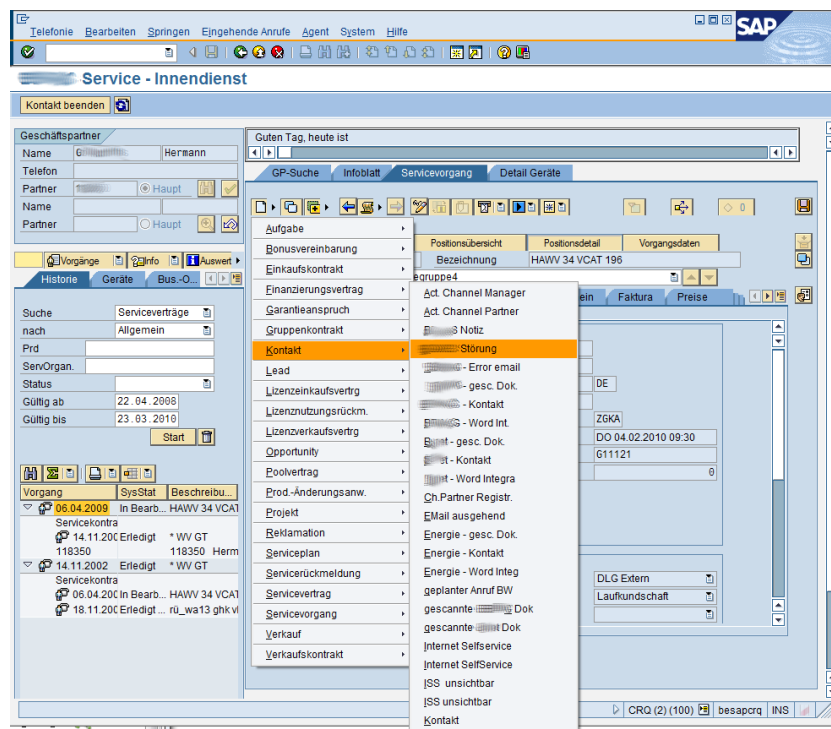 Telefonie Bearbeiten Springen Eingehende Anrufe Agent System Hilfe
SAP
Service - Innendienst
Kontakt beenden
Geschäftspartner
Name G Hermann
Telefon
Partner Haupt
Name
Partner Haupt
Vorgänge Info Auswert
Historie Geräte Bus.-O...
Suche Serviceverträge
nach Allgemein
Prd
ServOrgan.
Status
Gültig ab 22.04.2008
Gültig bis 23.03.2010
Start
Vorgang SysStat Beschreibu...
06.04.2009 In Bearb... HAWV 34 VCAT
Servicekontra
14.11.200 Erledigt * WV GT
118350 118350 Herm
14.11.2002 Erledigt * WV GT
Servicekontra
06.04.200 In Bearb... HAWV 34 VCAT
18.11.200 Erledigt ... rü_wa13 ghk vl
Guten Tag, heute ist
GP-Suche Infoblatt Servicevorgang Detail Geräte
0
Positionsübersicht Positionsdetail Vorgangsdaten
Bezeichnung HAWV 34 VCAT 196
egruppe4
ein Faktura Preise
DE
ZGKA
DO 04.02.2010 09:30
G11121
0
DLG Extern
Laufkundschaft
Aufgabe
Bonusvereinbarung
Einkaufskontrakt
Finanzierungsvertrag
Garantieanspruch
Gruppenkontrakt
Kontakt
Lead
Lizenzeinkaufsvertrg
Lizenznutzungsrückm.
Lizenzverkaufsvertrg
Opportunity
Poolvertrag
Prod.-Änderungsanw.
Projekt
Reklamation
Serviceplan
Servicerückmeldung
Servicevertrag
Servicevorgang
Verkauf
Verkaufskontrakt
Act. Channel Manager
Act. Channel Partner
Notiz
Störung
- Error email
- gesc. Dok.
- Kontakt
- Word Int.
- gesc. Dok.
- Kontakt
- Word Integra
Ch.Partner Registr.
EMail ausgehend
Energie - gesc. Dok.
Energie - Kontakt
Energie - Word Integ
geplanter Anruf BW
gescannte Dok
gescannte Dok
Internet Selfservice
Internet SelfService
ISS unsichtbar
ISS unsichtbar
Kontakt
CRQ (2) (100) besapcrq INS